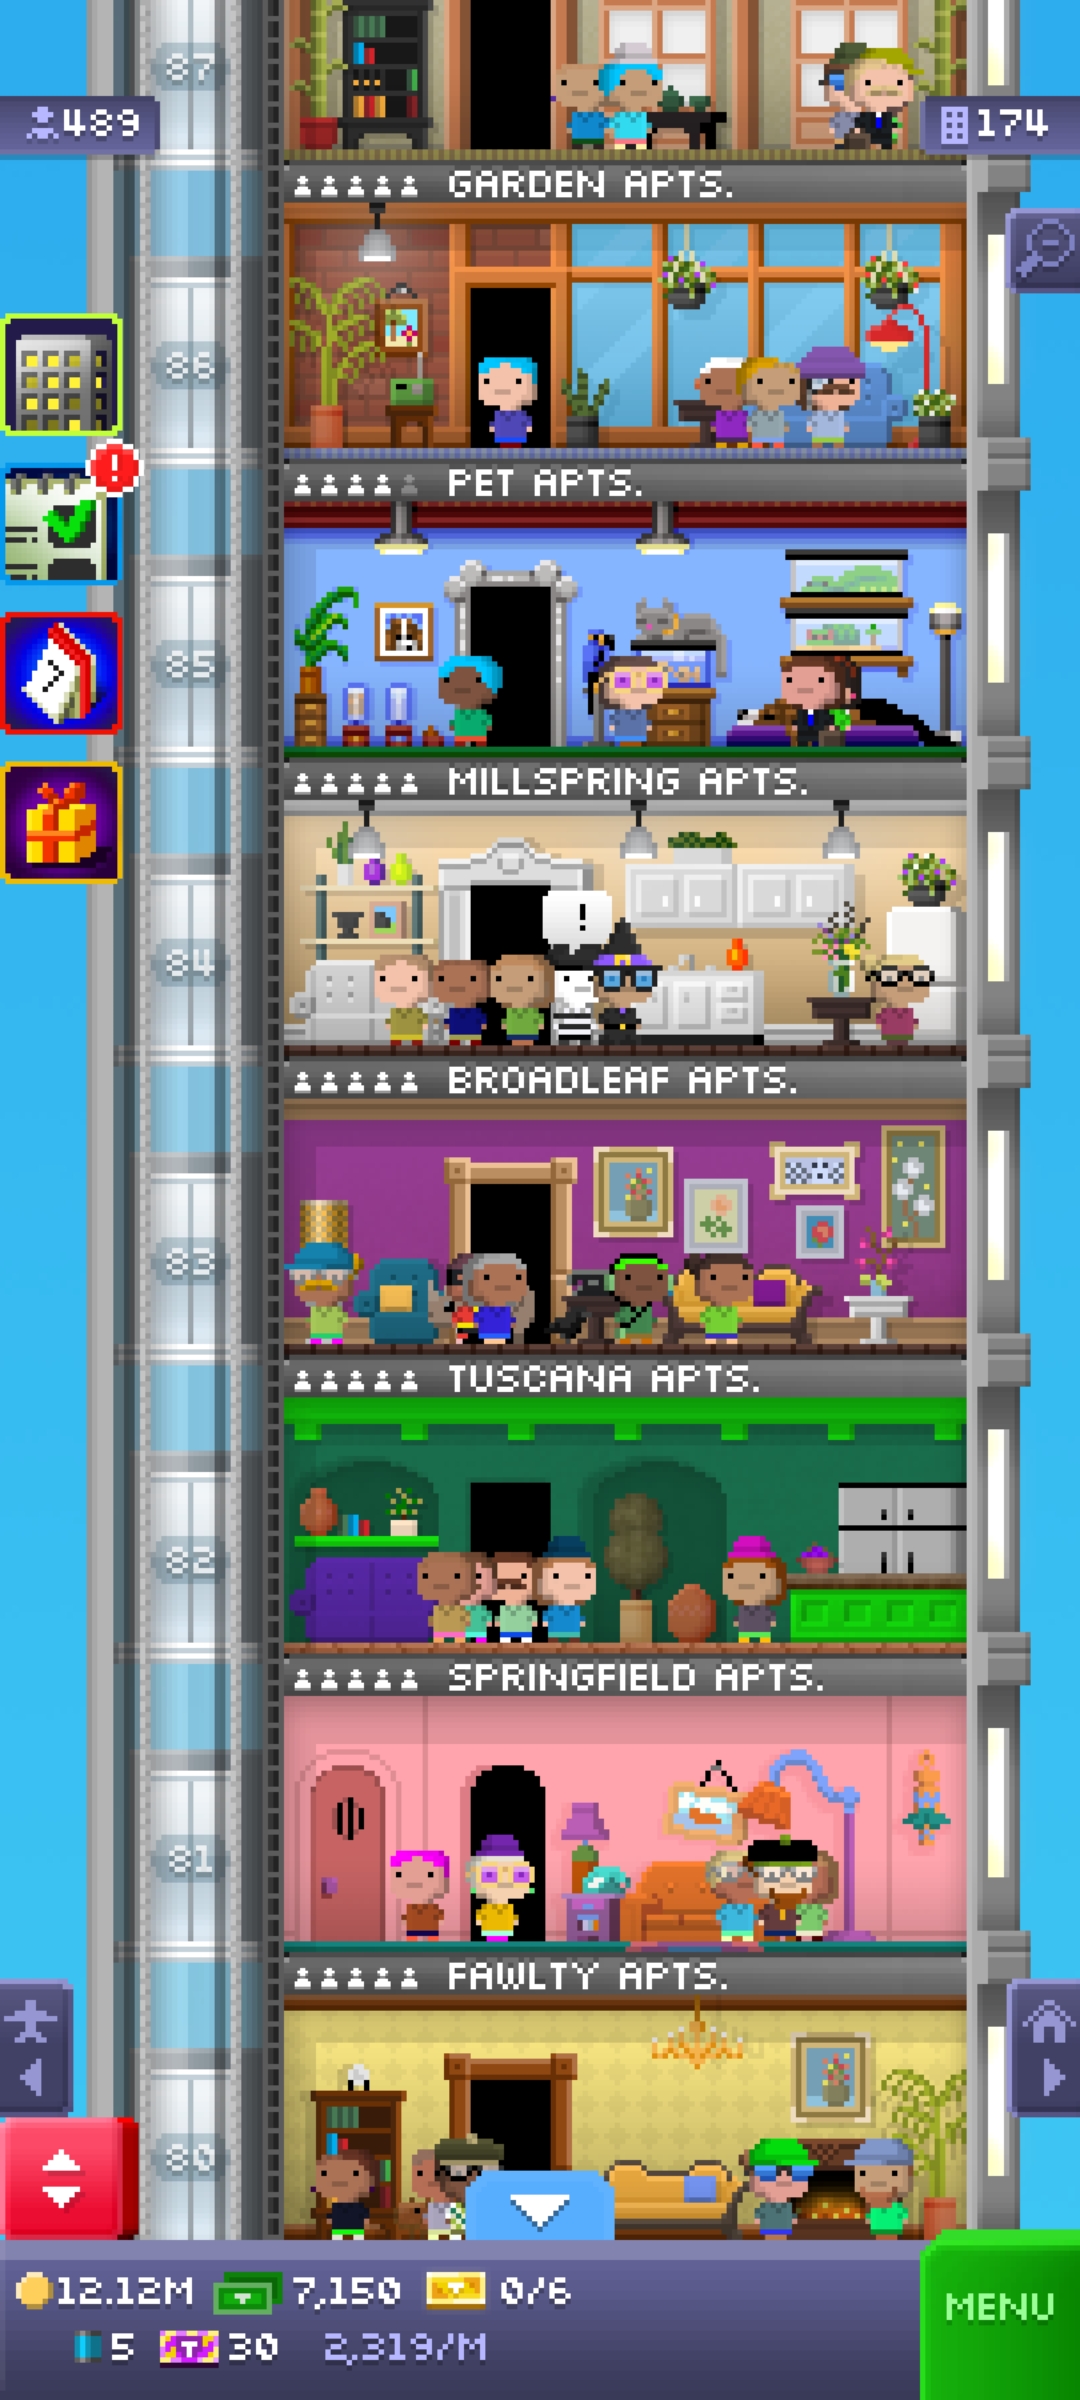 87
489
174
GARDEN APTS.
86
PET APTS.
85
MILLSPRING APTS.
!
84
BROADLEAF APTS.
83
TUSCANA APTS.
82
SPRINGFIELD APTS.
81
FAWLTY APTS.
80
12.12M 7,150 0/6
5 T 30 2,319/M
MENU